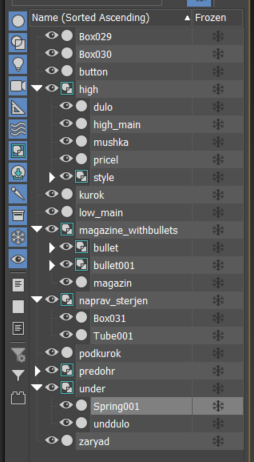 Name (Sorted Ascending) ▲ Frozen
Box029
Box030
button
high
dulo
high_main
mushka
pricel
style
kurok
low_main
magazine_withbullets
bullet
bullet001
magazin
naprav_sterjen
Box031
Tube001
podkurok
predohr
under
Spring001
unddulo
zaryad